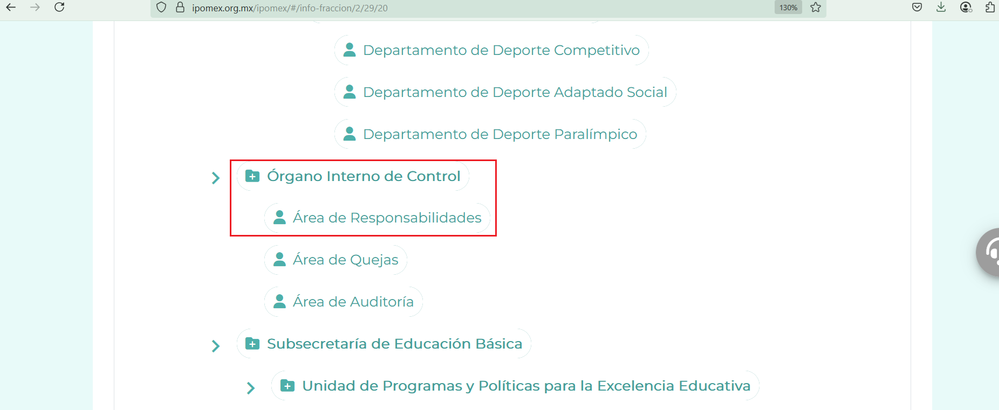 ipomex.org.mx/ipomex/#/info-fraccion/2/29/20
130%
Departamento de Deporte Competitivo
Departamento de Deporte Adaptado Social
Departamento de Deporte Paralímpico
Órgano Interno de Control
Área de Responsabilidades
Área de Quejas
Área de Auditoría
Subsecretaría de Educación Básica
Unidad de Programas y Políticas para la Excelencia Educativa